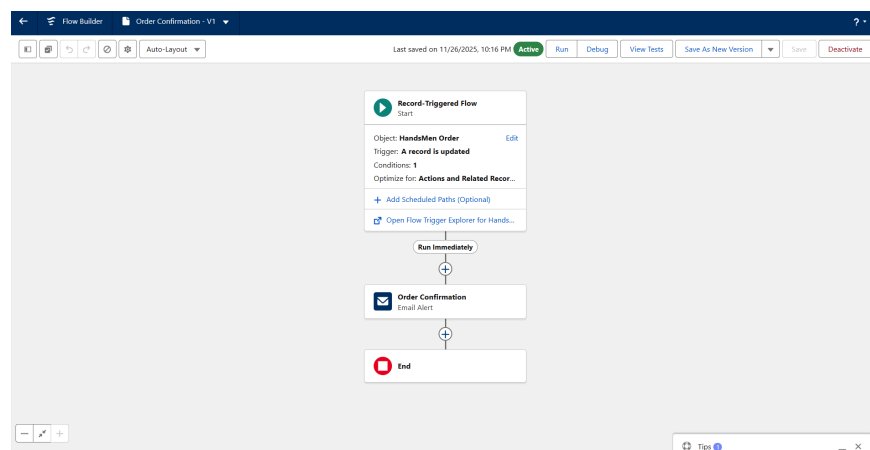 Flow Builder
Order Confirmation - V1
?
Auto-Layout
Last saved on 11/26/2025, 10:16 PM
Active
Run
Debug
View Tests
Save As New Version
Save
Deactivate
Record-Triggered Flow
Start
Object: HandsMen Order
Edit
Trigger: A record is updated
Conditions: 1
Optimize for: Actions and Related Recor...
+ Add Scheduled Paths (Optional)
Open Flow Trigger Explorer for Hands...
Run Immediately
Order Confirmation
Email Alert
End
Tips